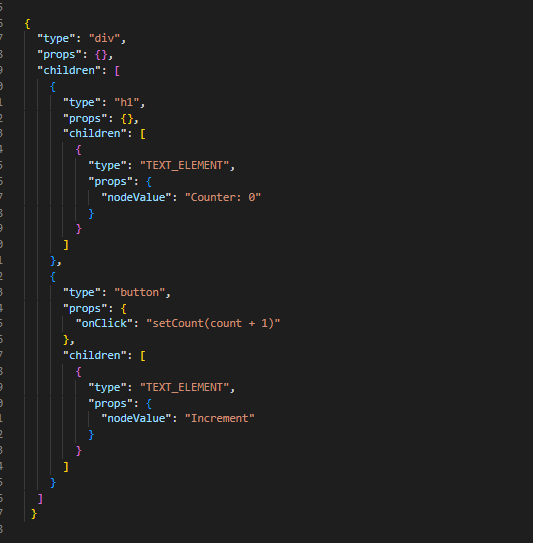 {
"type": "div",
"props": {},
"children": [
{
"type": "h1",
"props": {},
"children": [
{
"type": "TEXT_ELEMENT",
"props": {
"nodeValue": "Counter: 0"
}
}
]
},
{
"type": "button",
"props": {
"onClick": "setCount(count + 1)"
},
"children": [
{
"type": "TEXT_ELEMENT",
"props": {
"nodeValue": "Increment"
}
}
]
}
]
}